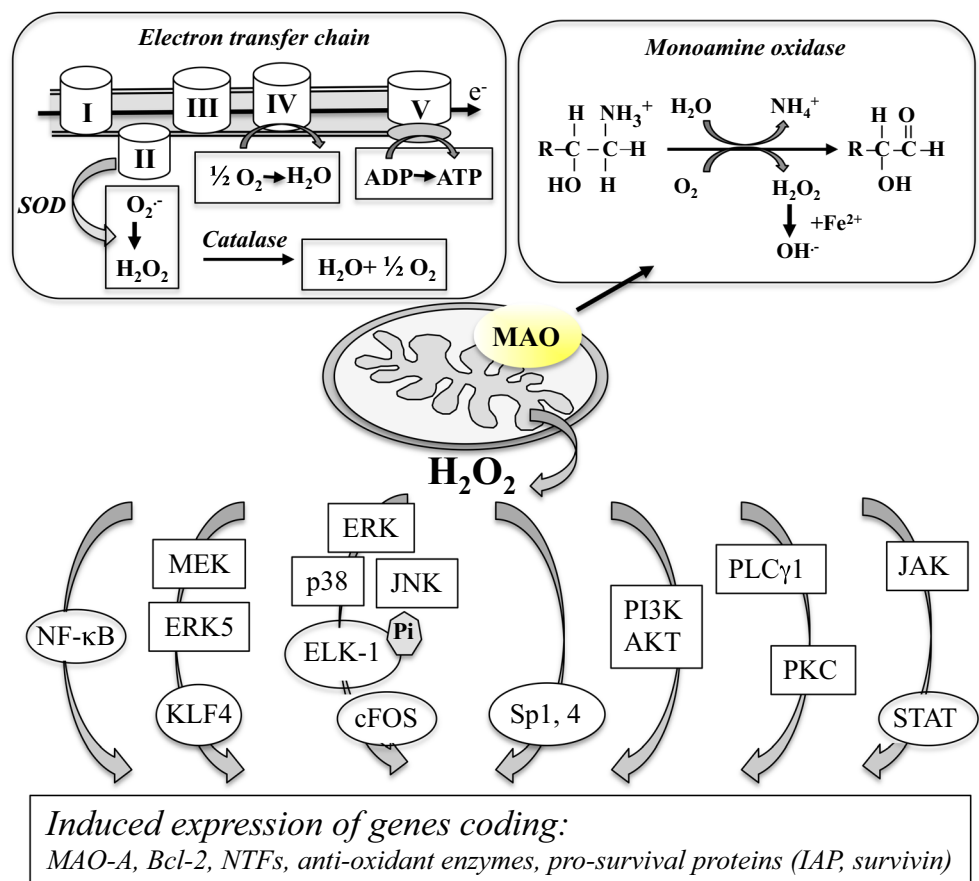 Electron transfer chain
I
III
IV
V
e-
II
½ O₂→H₂O
ADP→ATP
SOD
O₂·-
H₂O₂
Catalase
H₂O+ ½ O₂
Monoamine oxidase
H NH₃⁺
R-C-C-H
HO H
H₂O
NH₄⁺
O₂
H₂O₂
+Fe²⁺
OH·-
H O
R-C-C-H
OH
MAO
H₂O₂
NF-κB
MEK
ERK5
KLF4
ERK
p38
JNK
Pi
ELK-1
cFOS
Sp1, 4
PI3K
AKT
PLCγ1
PKC
JAK
STAT
Induced expression of genes coding:
MAO-A, Bcl-2, NTFs, anti-oxidant enzymes, pro-survival proteins (IAP, survivin)